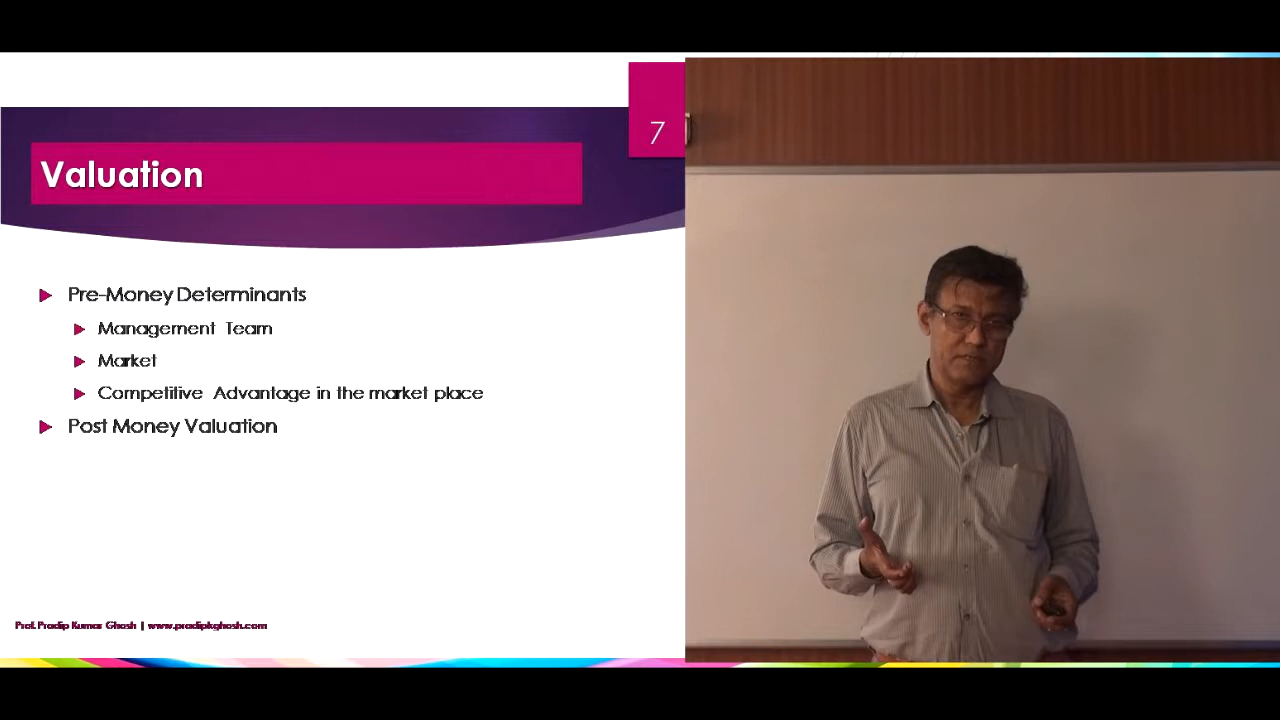 7
Valuation
Pre-Money Determinants
Management Team
Market
Competitive Advantage in the market place
Post Money Valuation
Prof. Pradip Kumar Ghosh | www.pradipkghosh.com